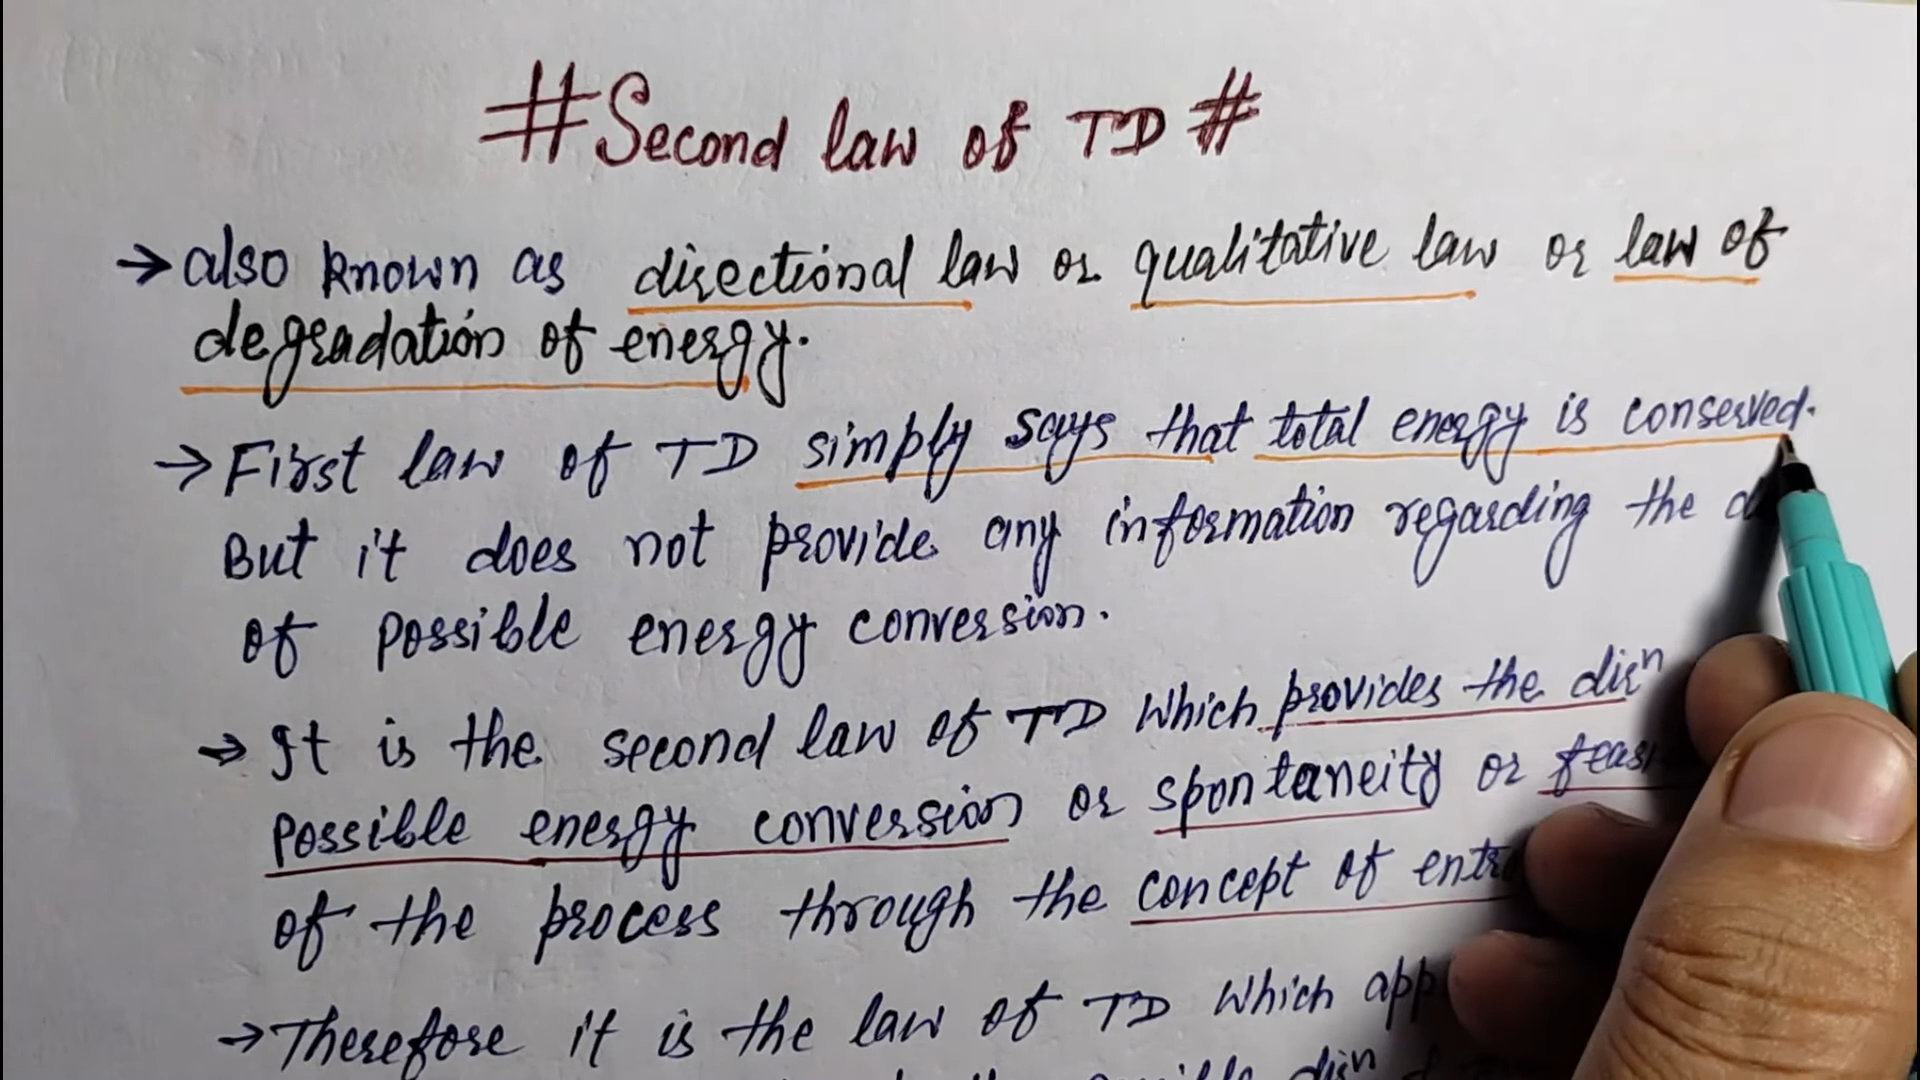 #Second law of TD#
→ also known as directional law or qualitative law or law of
degradation of energy.
→ First law of TD simply says that total energy is conserved.
But it does not provide any information regarding the
of possible energy conversion.
→ It is the second law of TD which provides the dirⁿ
possible energy conversion or spontaneity or
of the process through the concept of
→ Therefore it is the law of TD which
dirⁿ